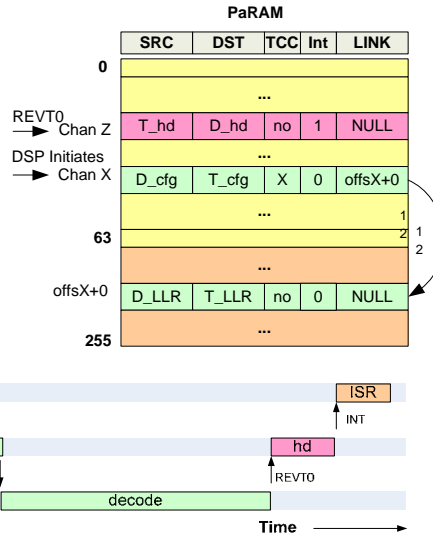 PaRAM
SRC DST TCC Int LINK
0
...
REVT0
Chan Z T_hd D_hd no 1 NULL
DSP Initiates
...
Chan X D_cfg T_cfg X 0 offsX+0
...
1
2
1
2
63
...
offsX+0 D_LLR T_LLR no 0 NULL
...
255
ISR
INT
hd
REVT0
decode
Time